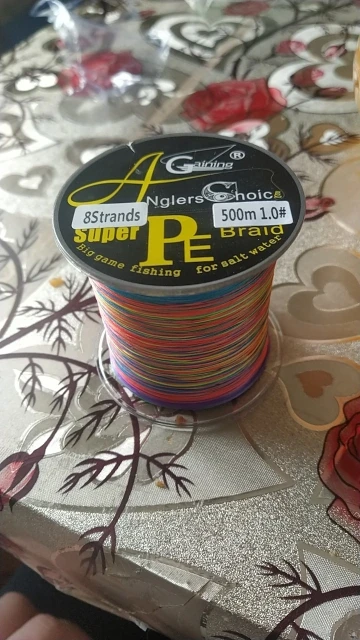 Gaining®
Anglers Choice
8Strands
500m 1.0#
Super PE Braid
Big game fishing for salt water